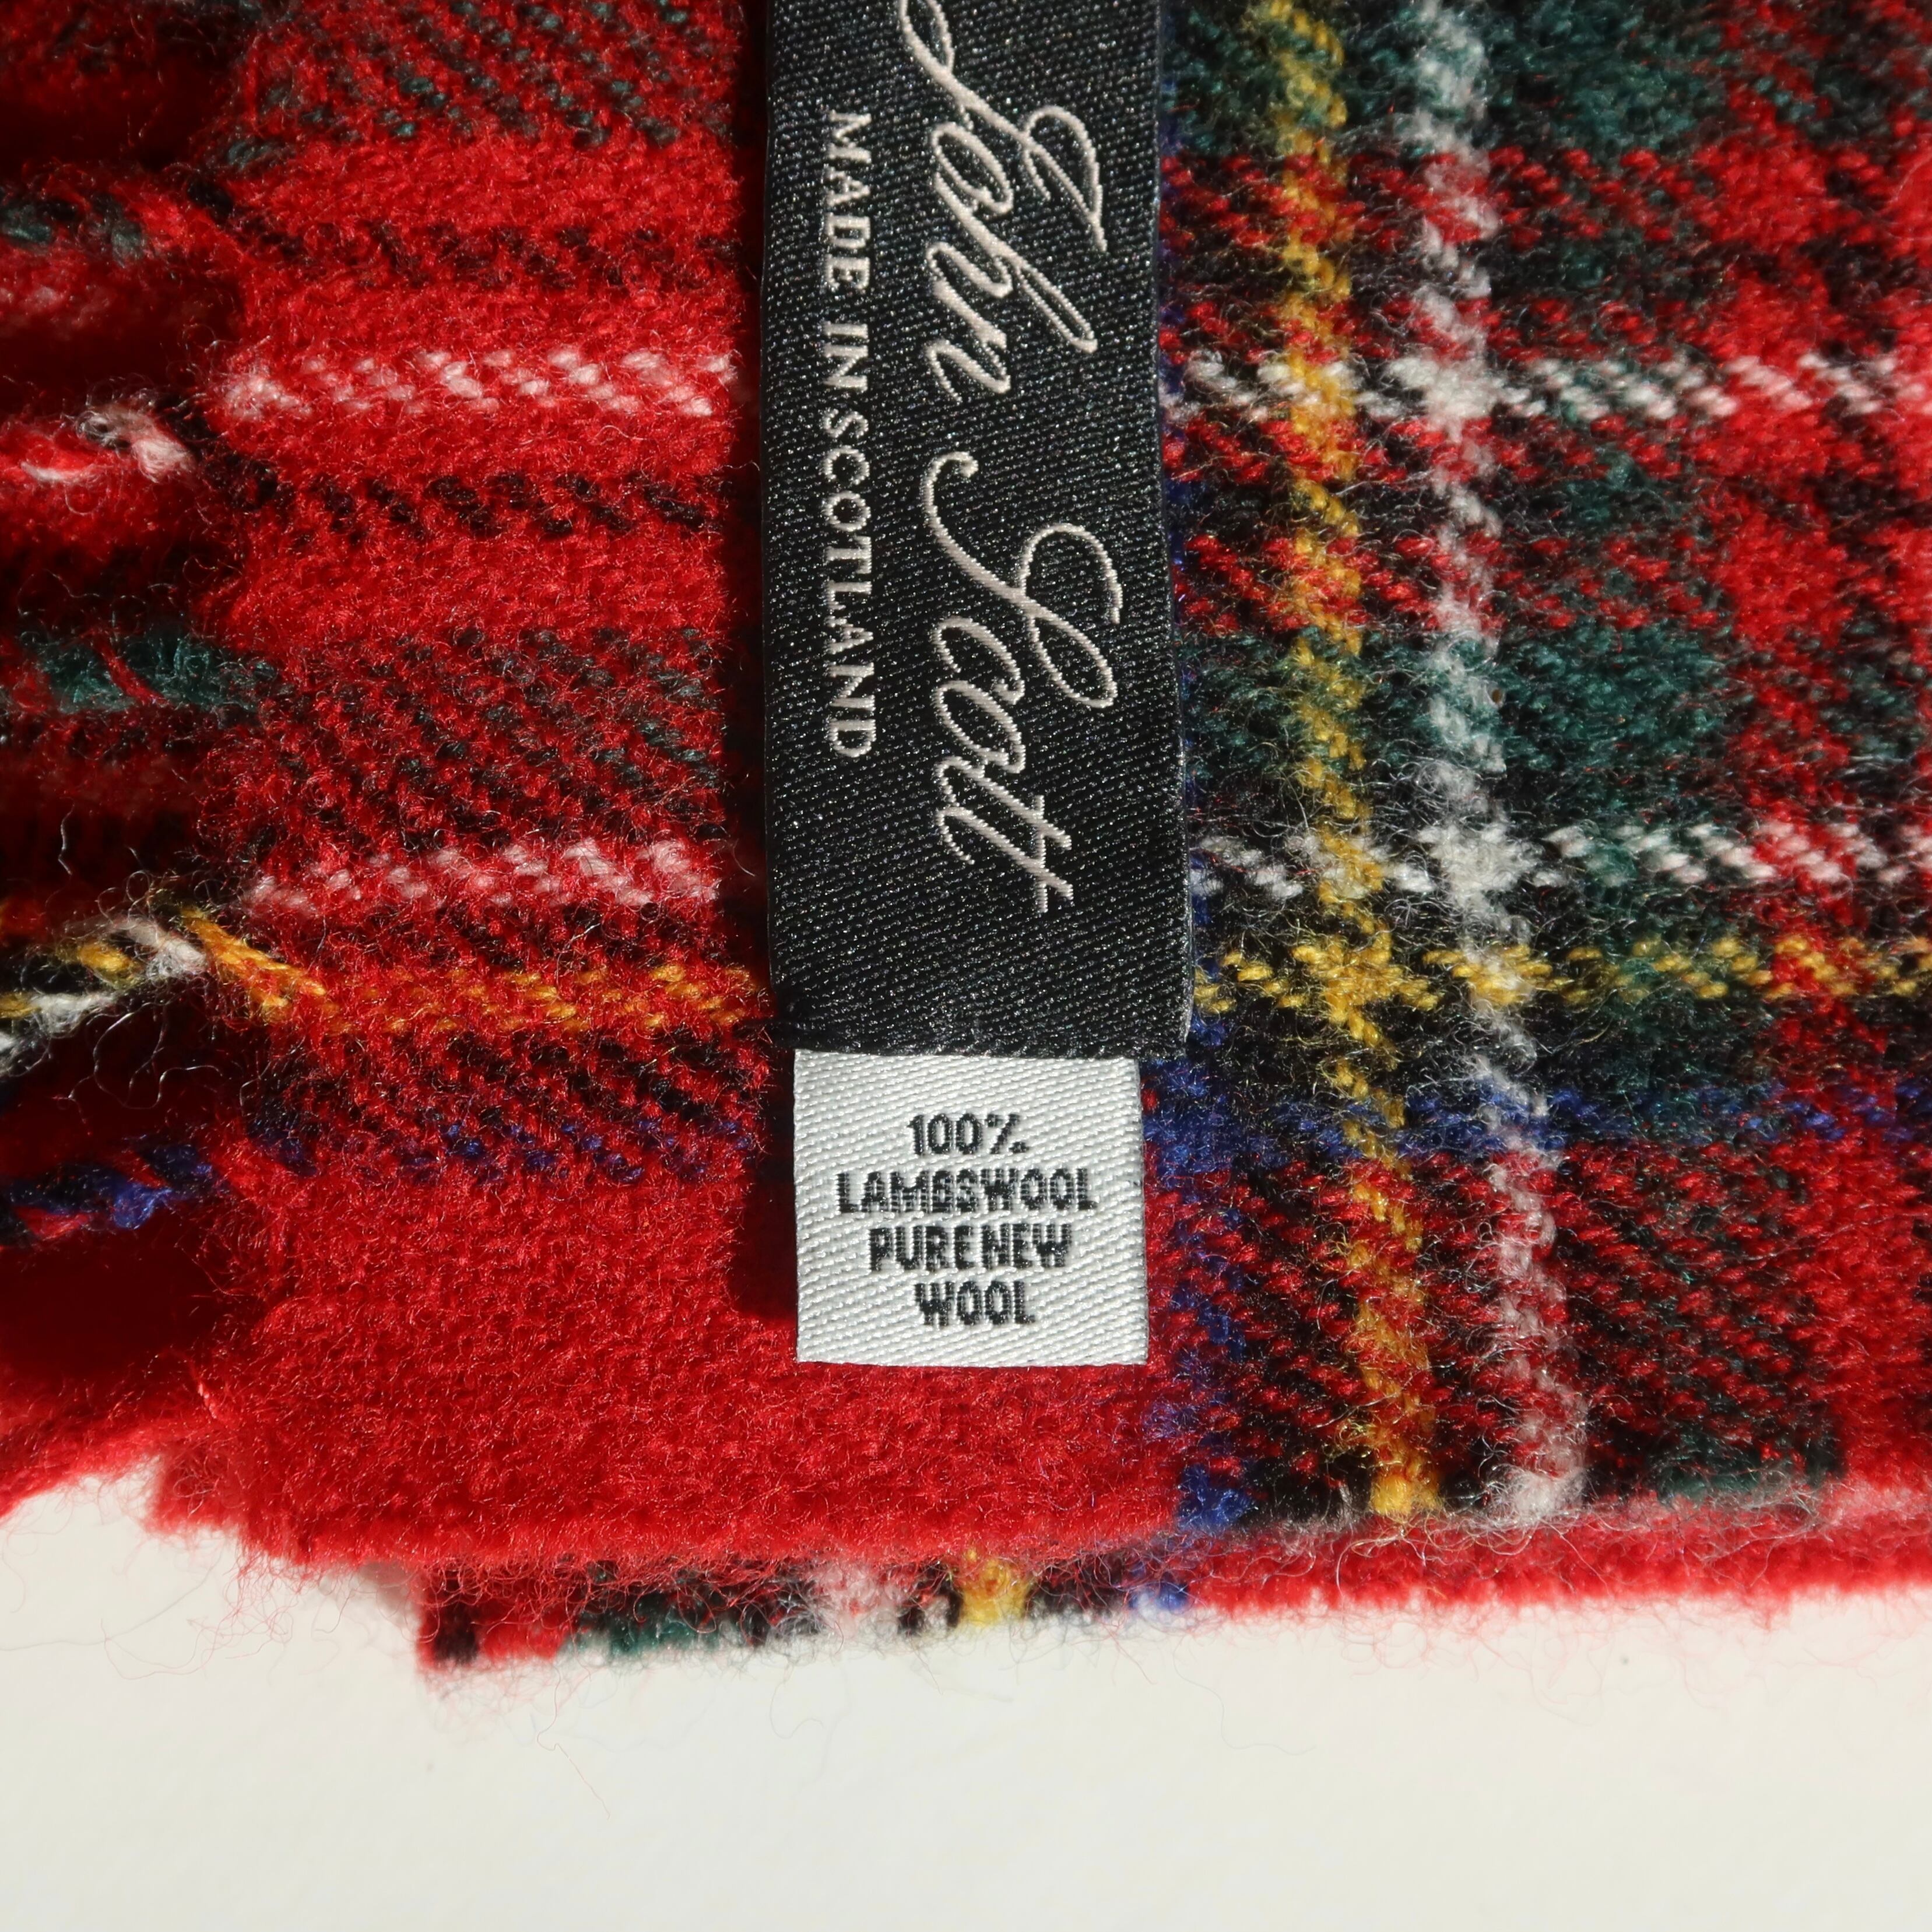 John Scott
MADE IN SCOTLAND
100%
LAMBSWOOL
PURE NEW
WOOL